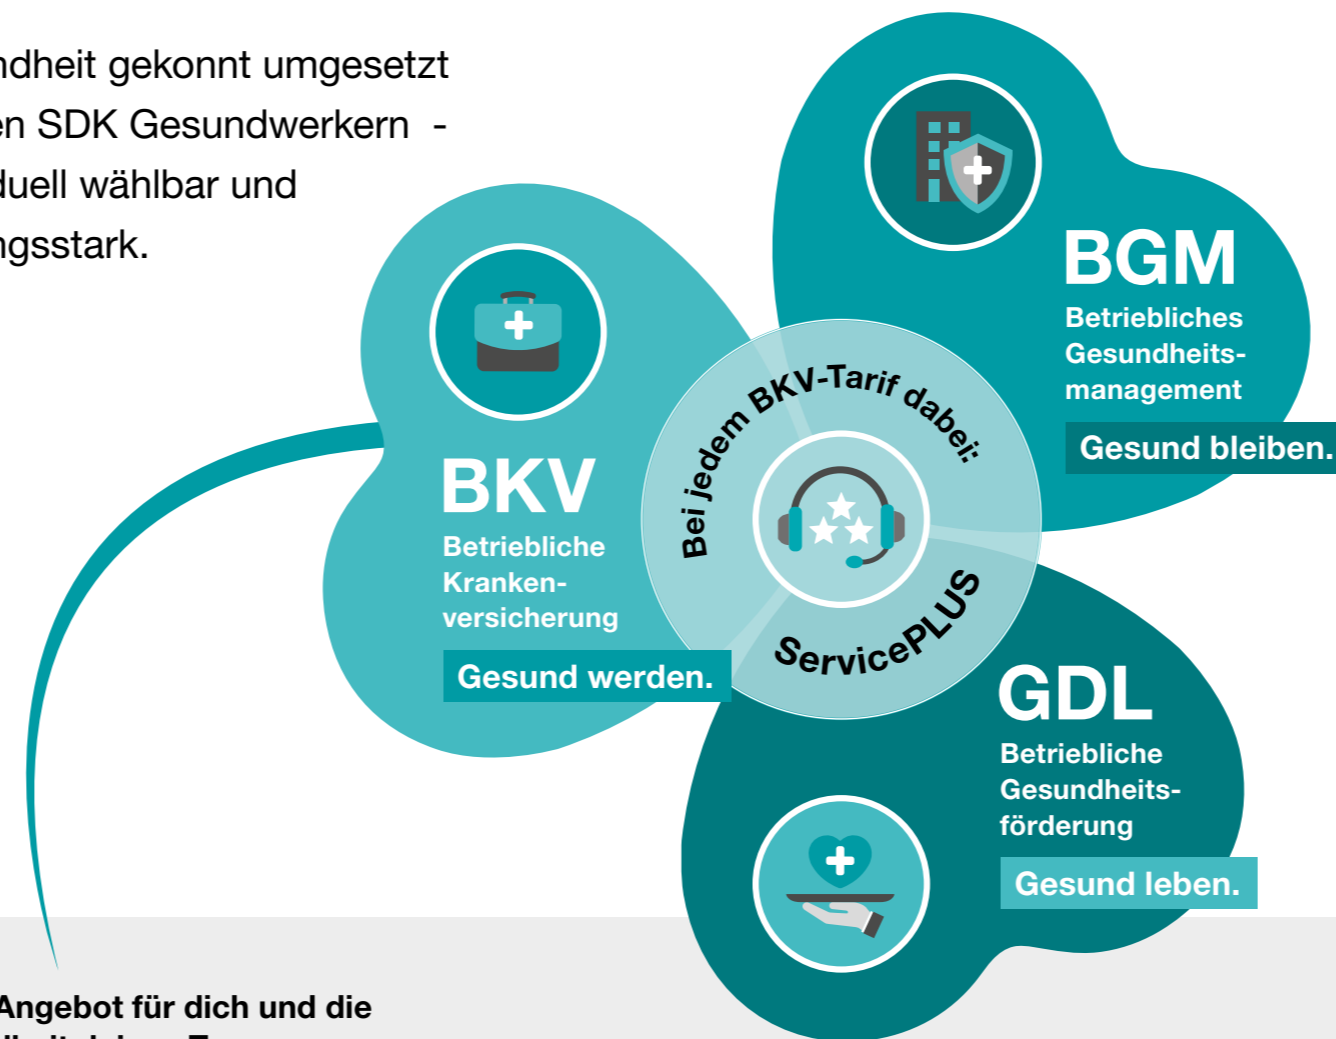 ndheit gekonnt umgesetzt
en SDK Gesundwerkern -
duell wählbar und
ngsstark.
BGM
Betriebliches
Gesundheits-
management
Gesund bleiben.
BKV
Betriebliche
Kranken-
versicherung
Gesund werden.
Bei jedem BKV-Tarif dabei:
ServicePLUS
GDL
Betriebliche
Gesundheits-
förderung
Gesund leben.
Angebot für dich und die